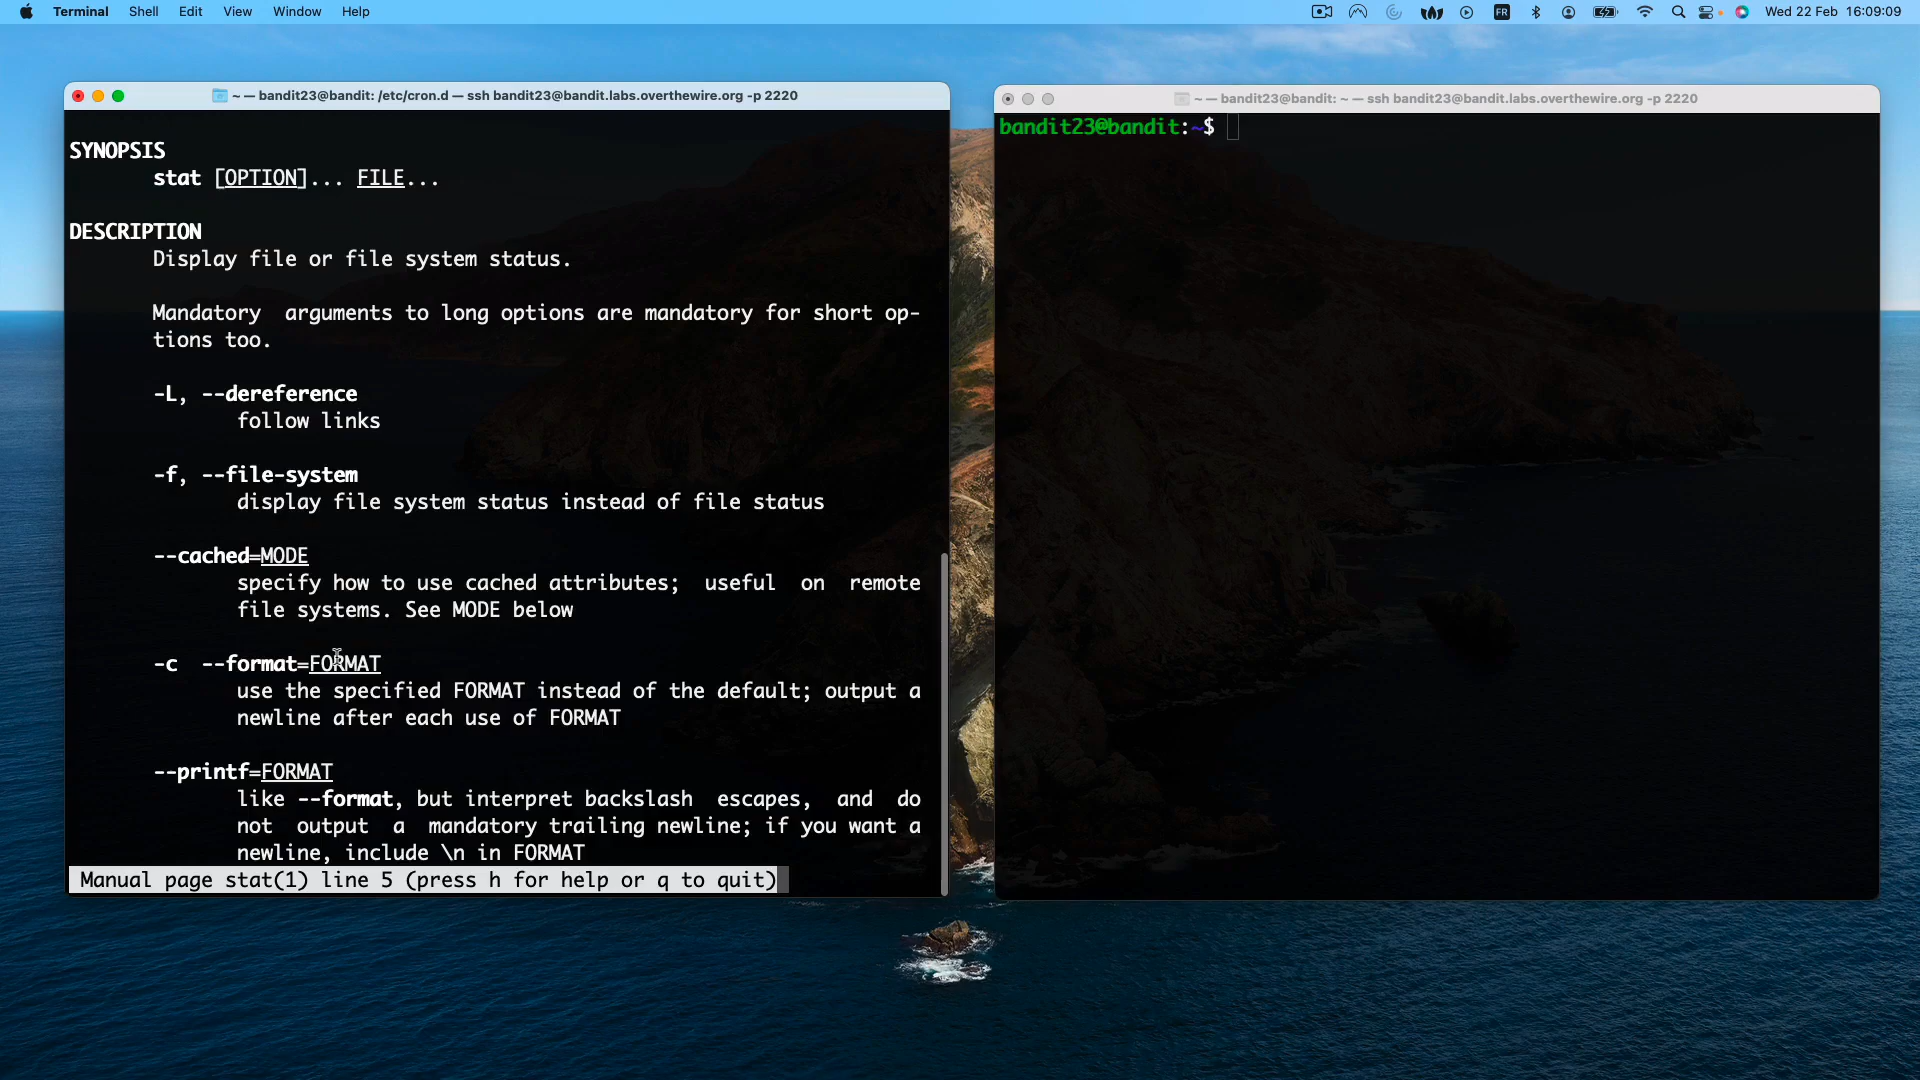 Terminal Shell Edit View Window Help FR Wed 22 Feb 16:09:09
~ — bandit23@bandit: /etc/cron.d — ssh bandit23@bandit.labs.overthewire.org -p 2220
SYNOPSIS
stat [OPTION]... FILE...
DESCRIPTION
Display file or file system status.
Mandatory arguments to long options are mandatory for short op-
tions too.
-L, --dereference
follow links
-f, --file-system
display file system status instead of file status
--cached=MODE
specify how to use cached attributes; useful on remote
file systems. See MODE below
-c --format=FORMAT
use the specified FORMAT instead of the default; output a
newline after each use of FORMAT
--printf=FORMAT
like --format, but interpret backslash escapes, and do
not output a mandatory trailing newline; if you want a
newline, include \n in FORMAT
Manual page stat(1) line 5 (press h for help or q to quit)
~ — bandit23@bandit: ~ — ssh bandit23@bandit.labs.overthewire.org -p 2220
bandit23@bandit:~$